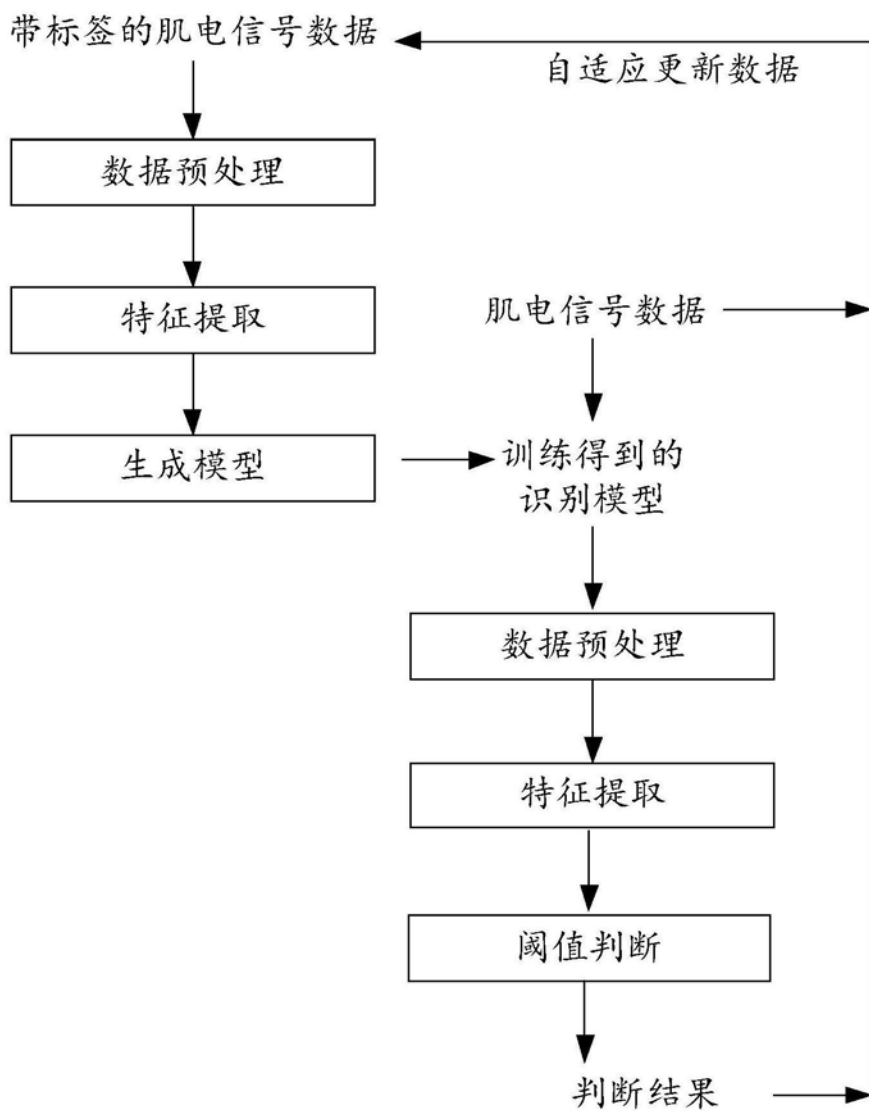 带标签的肌电信号数据
自适应更新数据
数据预处理
特征提取
肌电信号数据
生成模型
训练得到的
识别模型
数据预处理
特征提取
阈值判断
判断结果